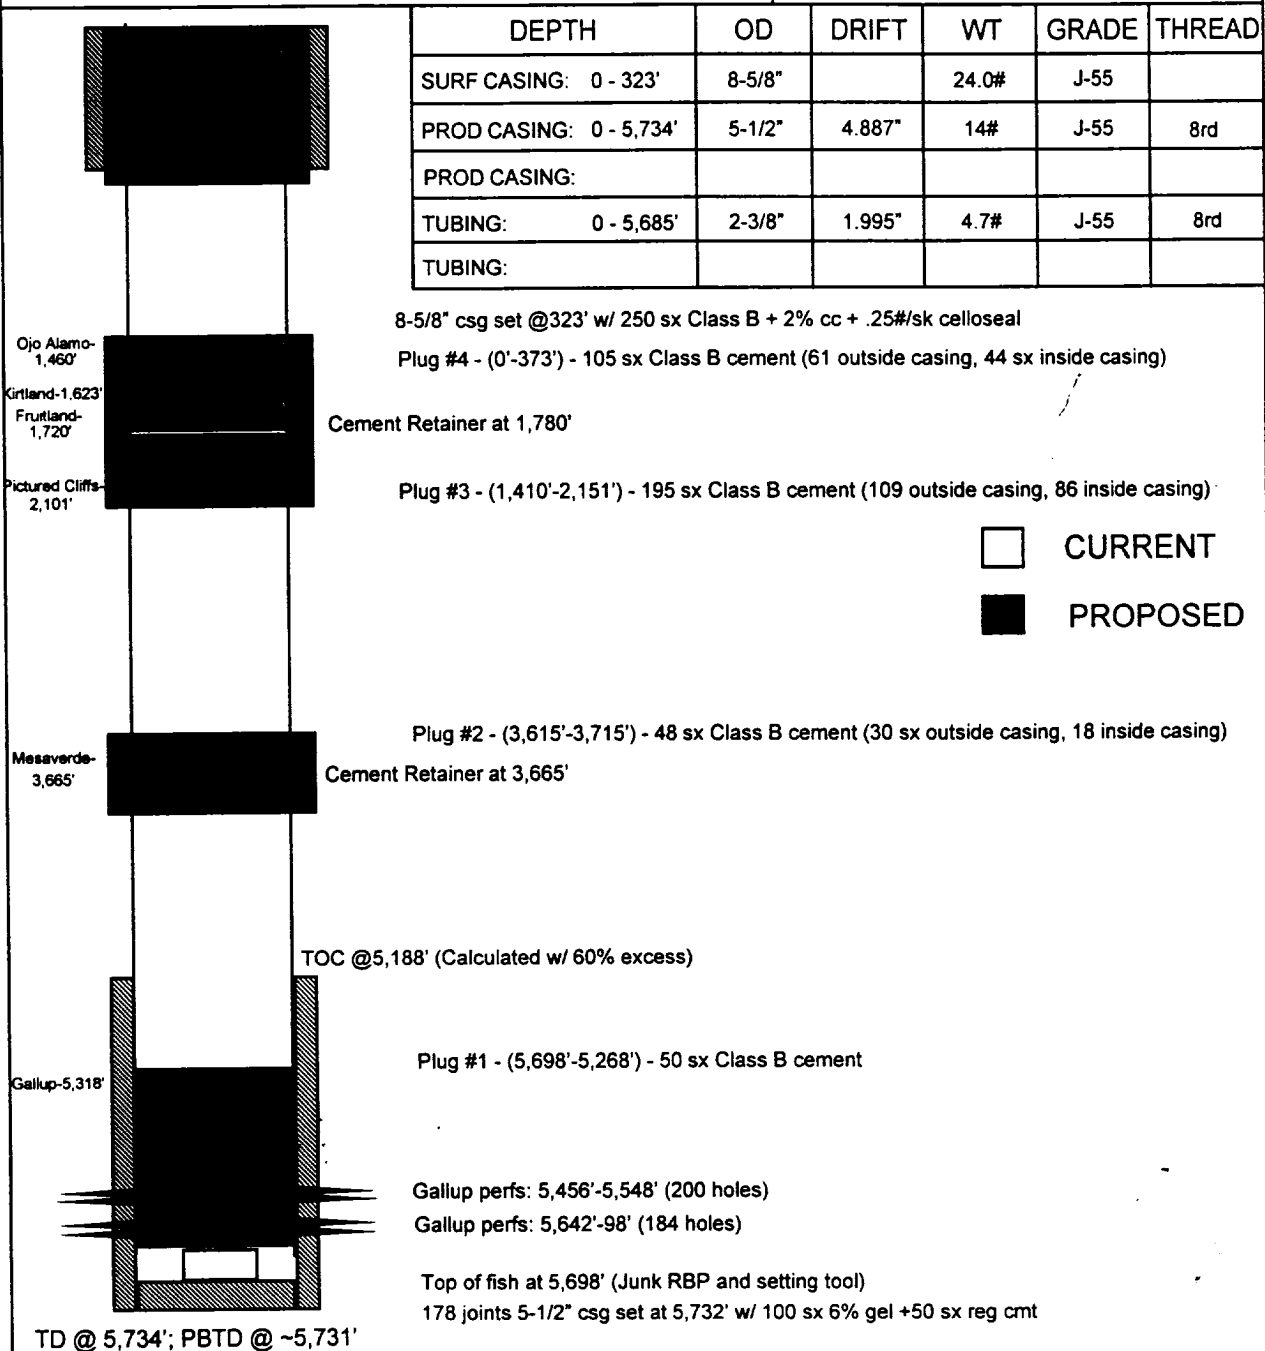 DEPTH OD DRIFT WT GRADE THREAD
SURF CASING: 0 - 323' 8-5/8" 24.0# J-55
PROD CASING: 0 - 5,734' 5-1/2" 4.887" 14# J-55 8rd
PROD CASING:
TUBING: 0 - 5,685' 2-3/8" 1.995" 4.7# J-55 8rd
TUBING:
8-5/8" csg set @323' w/ 250 sx Class B + 2% cc + .25#/sk celloseal
Ojo Alamo-
1,460'
Plug #4 - (0'-373') - 105 sx Class B cement (61 outside casing, 44 sx inside casing)
Kirtland-1,623'
Fruitland-
1,720'
Cement Retainer at 1,780'
Pictured Cliffs-
2,101'
Plug #3 - (1,410'-2,151') - 195 sx Class B cement (109 outside casing, 86 inside casing)
CURRENT
PROPOSED
Plug #2 - (3,615'-3,715') - 48 sx Class B cement (30 sx outside casing, 18 inside casing)
Mesaverde-
3,665'
Cement Retainer at 3,665'
TOC @5,188' (Calculated w/ 60% excess)
Plug #1 - (5,698'-5,268') - 50 sx Class B cement
Gallup-5,318'
Gallup perfs: 5,456'-5,548' (200 holes)
Gallup perfs: 5,642'-98' (184 holes)
Top of fish at 5,698' (Junk RBP and setting tool)
178 joints 5-1/2" csg set at 5,732' w/ 100 sx 6% gel +50 sx reg cmt
TD @ 5,734'; PBTD @ ~5,731'